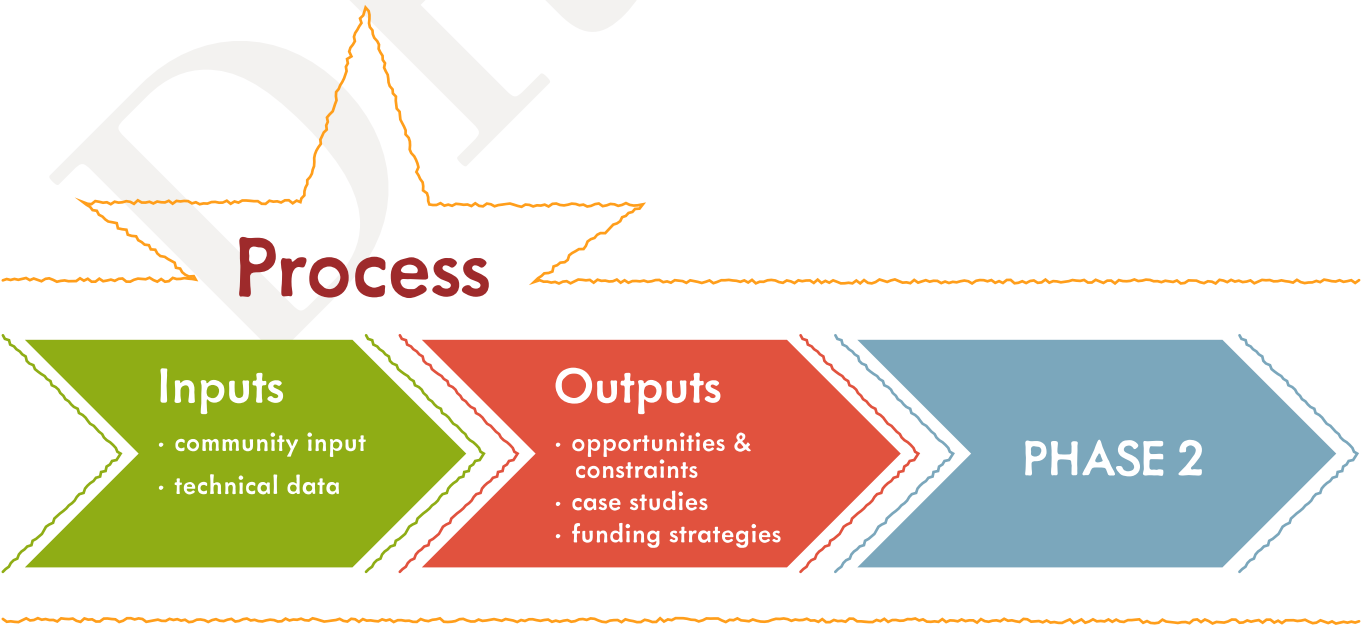 Process
Inputs
· community input
· technical data
Outputs
· opportunities &
constraints
· case studies
· funding strategies
PHASE 2